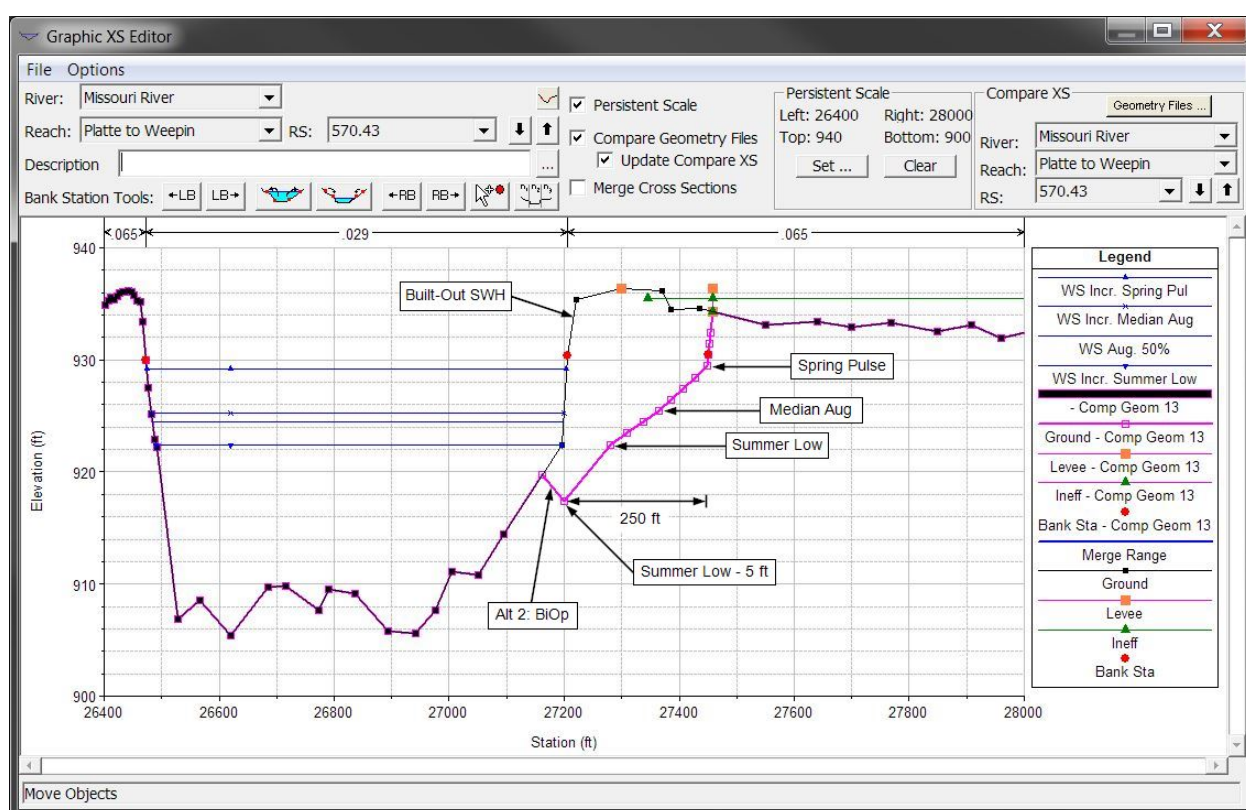 Graphic XS Editor
File Options
River: Missouri River
Reach: Platte to Weepin RS: 570.43
Description
Bank Station Tools: LB LB RB RB
Persistent Scale
Compare Geometry Files
Update Compare XS
Merge Cross Sections
Persistent Scale
Left: 26400 Right: 28000
Top: 940 Bottom: 900
Set ... Clear
Compare XS
Geometry Files ...
River: Missouri River
Reach: Platte to Weepin
RS: 570.43
.065 .029 .065
940
930
920
910
900
Elevation (ft)
26400 26600 26800 27000 27200 27400 27600 27800 28000
Station (ft)
Built-Out SWH
Spring Pulse
Median Aug
Summer Low
250 ft
Summer Low - 5 ft
Alt 2: BiOp
Legend
WS Incr. Spring Pul
WS Incr. Median Aug
WS Aug. 50%
WS Incr. Summer Low
- Comp Geom 13
Ground - Comp Geom 13
Levee - Comp Geom 13
Ineff - Comp Geom 13
Bank Sta - Comp Geom 13
Merge Range
Ground
Levee
Ineff
Bank Sta
Move Objects